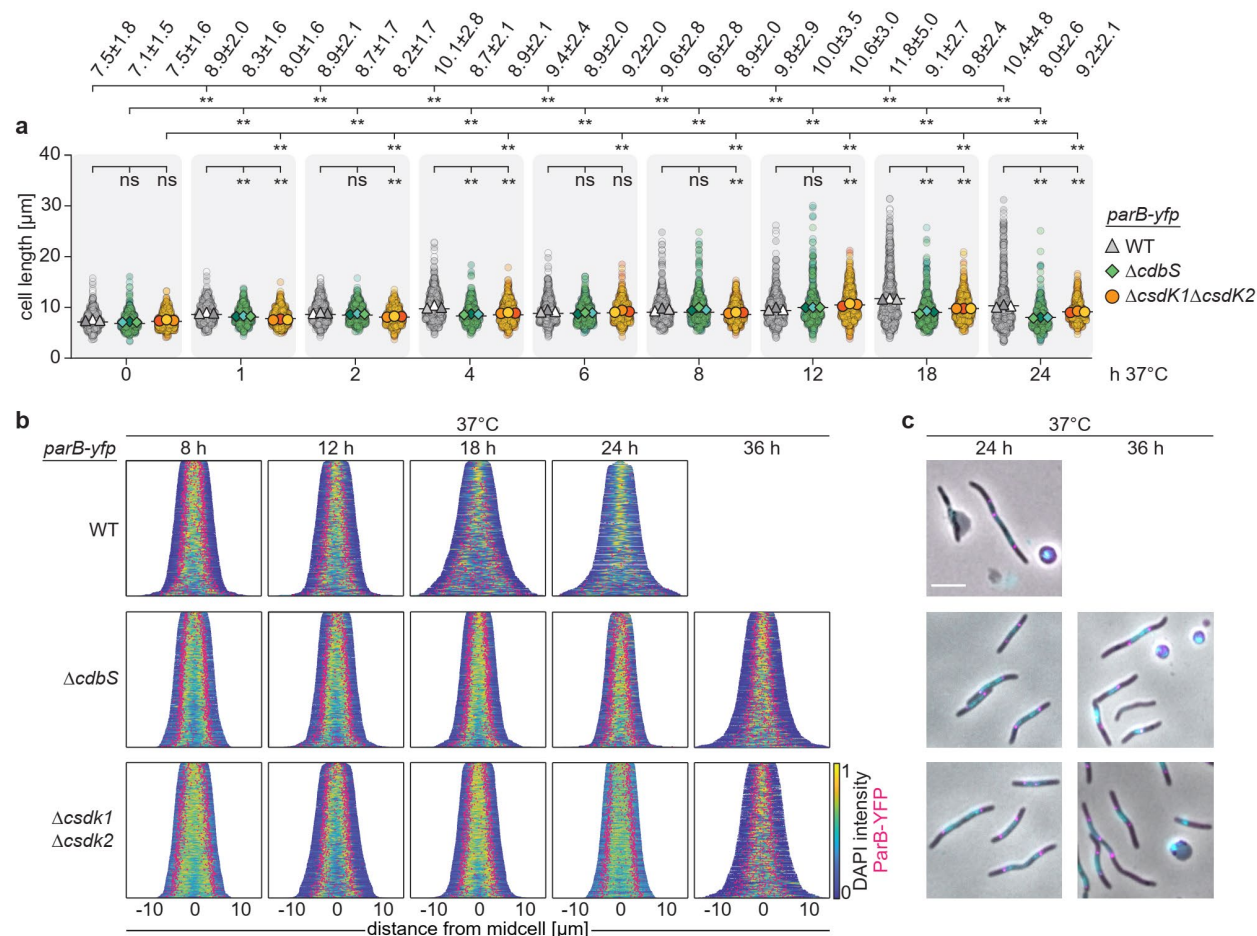 7.5±1.8 7.1±1.5 7.5±1.6 8.9±2.0 8.3±1.6 8.0±1.6 8.9±2.1 8.7±1.7 8.2±1.7 10.1±2.8 8.7±2.1 8.9±2.1 9.4±2.4 8.9±2.0 9.2±2.0 9.6±2.8 9.6±2.8 8.9±2.0 9.8±2.9 10.0±3.5 10.6±3.0 11.8±5.0 9.1±2.7 9.8±2.4 10.4±4.8 8.0±2.6 9.2±2.1
** ** ** ** ** ** ** **
** ** ** ** ** ** ** **
** ** ** ** ** ** ** **
a
ns ns ** ** ns ** ** ** ns ns ns ** ns ** ** ** ** **
cell length [µm]
40
30
20
10
0
0 1 2 4 6 8 12 18 24 h 37°C
parB-yfp
WT
ΔcdbS
ΔcsdK1ΔcsdK2
b
37°C
parB-yfp 8 h 12 h 18 h 24 h 36 h
WT
ΔcdbS
Δcsdk1
Δcsdk2
1
0
DAPI intensity
ParB-YFP
-10 0 10 -10 0 10 -10 0 10 -10 0 10 -10 0 10
distance from midcell [µm]
c
37°C
24 h 36 h